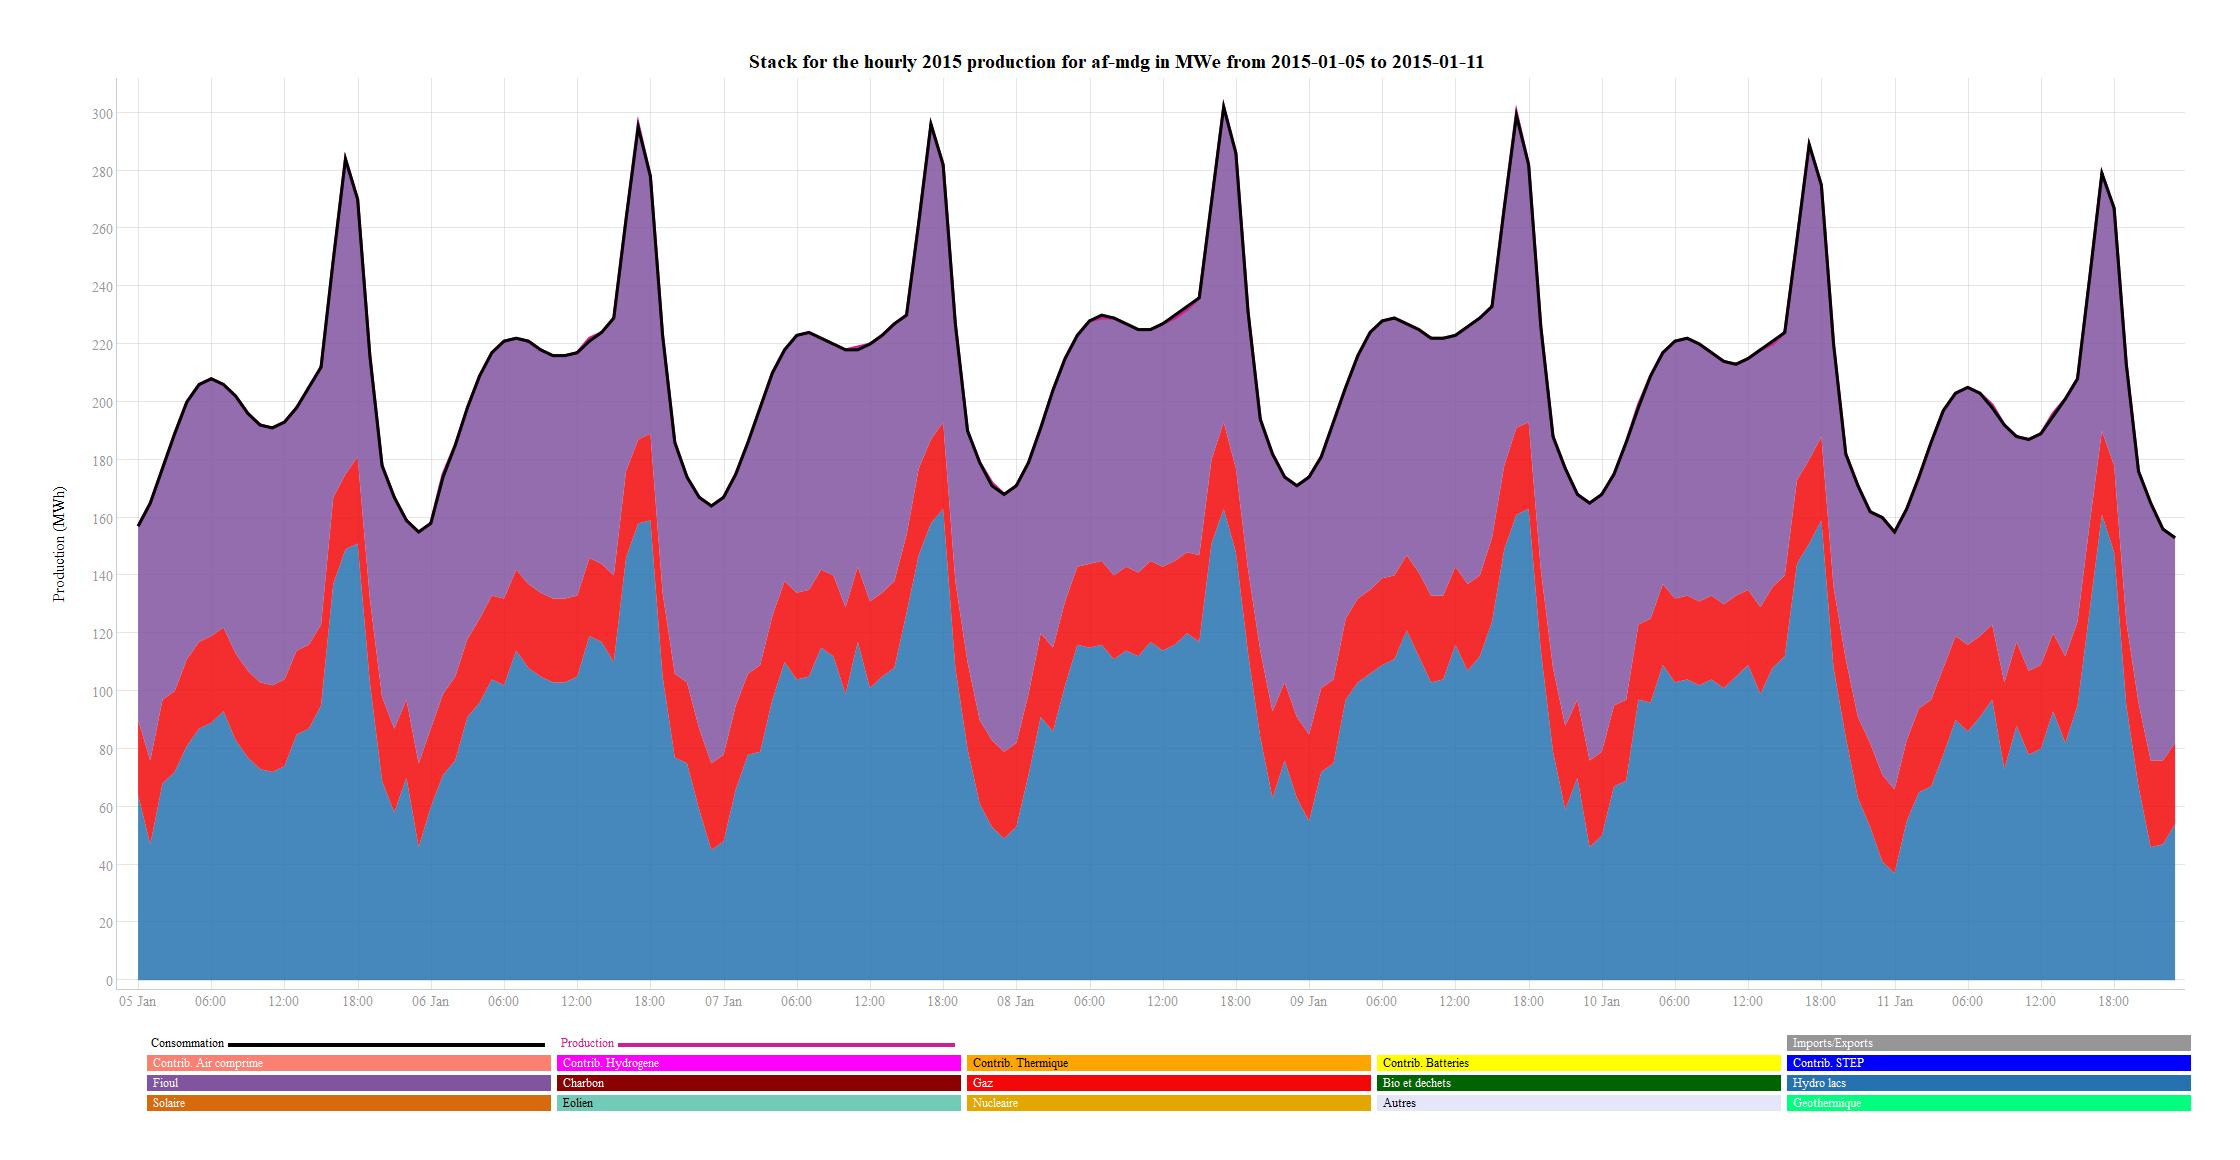 Stack for the hourly 2015 production for af-mdg in MWe from 2015-01-05 to 2015-01-11
300
280
260
240
220
200
180
160
140
120
100
80
60
40
20
0
Production (MWh)
05 Jan 06:00 12:00 18:00 06 Jan 06:00 12:00 18:00 07 Jan 06:00 12:00 18:00 08 Jan 06:00 12:00 18:00 09 Jan 06:00 12:00 18:00 10 Jan 06:00 12:00 18:00 11 Jan 06:00 12:00 18:00
Consommation Production Imports/Exports
Contrib. Air comprime Contrib. Hydrogene Contrib. Thermique Contrib. Batteries Contrib. STEP
Fioul Charbon Gaz Bio et dechets Hydro lacs
Solaire Eolien Nucleaire Autres Geothermique